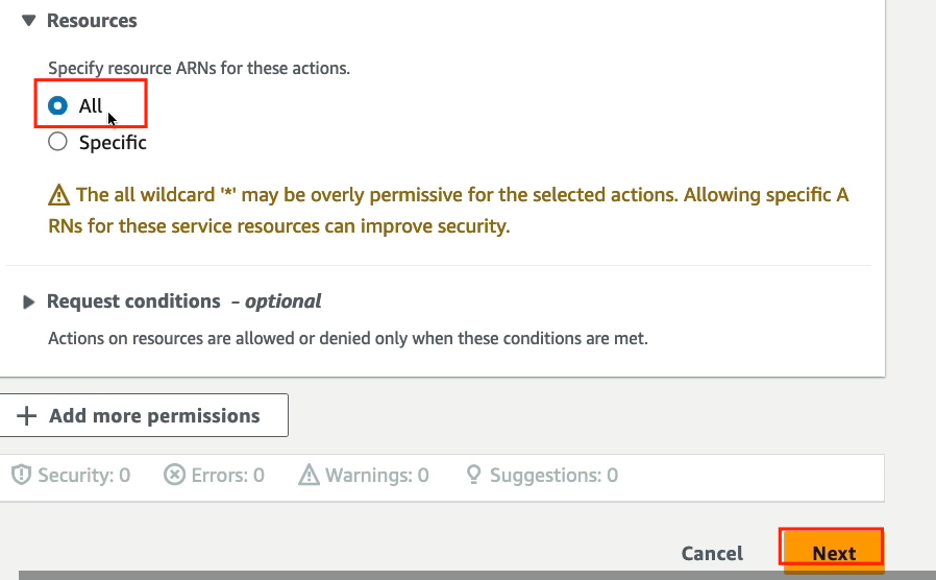 Resources
Specify resource ARNs for these actions.
All
Specific
The all wildcard '*' may be overly permissive for the selected actions. Allowing specific A
RNs for these service resources can improve security.
Request conditions - optional
Actions on resources are allowed or denied only when these conditions are met.
+ Add more permissions
Security: 0 Errors: 0 Warnings: 0 Suggestions: 0
Cancel Next